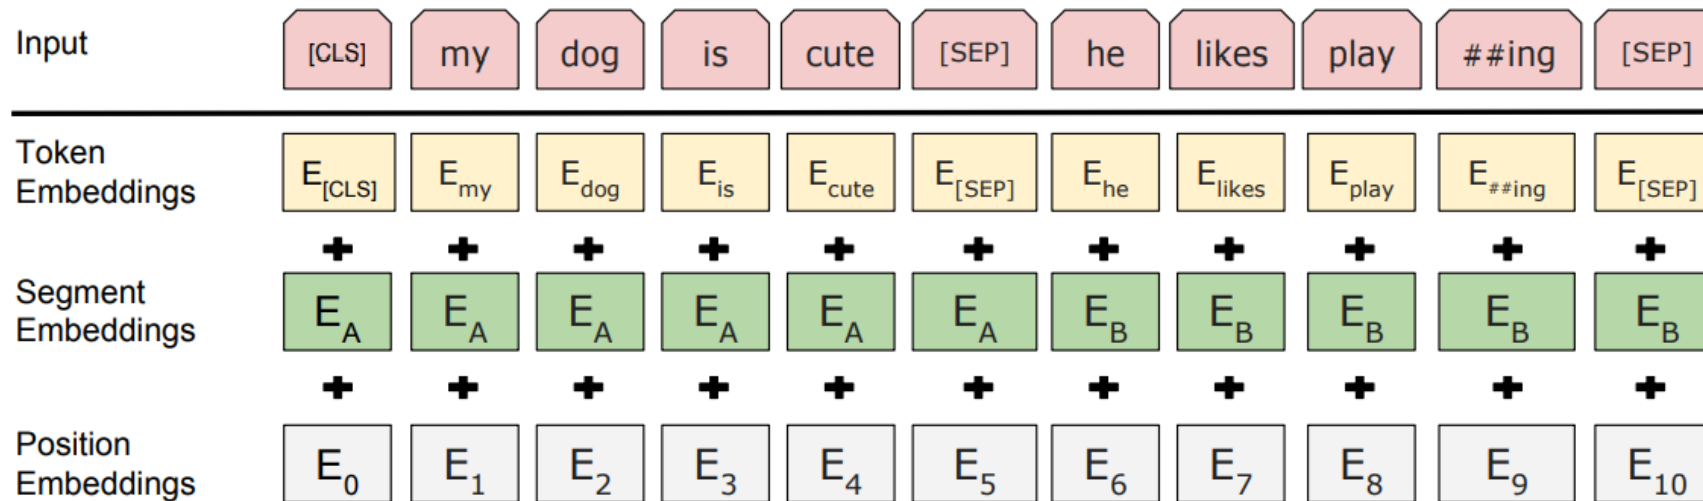 Input [CLS] my dog is cute [SEP] he likes play ##ing [SEP]
Token Embeddings E[CLS] Emy Edog Eis Ecute E[SEP] Ehe Elikes Eplay E##ing E[SEP]
+ + + + + + + + + + +
Segment Embeddings EA EA EA EA EA EA EB EB EB EB EB
+ + + + + + + + + + +
Position Embeddings E0 E1 E2 E3 E4 E5 E6 E7 E8 E9 E10